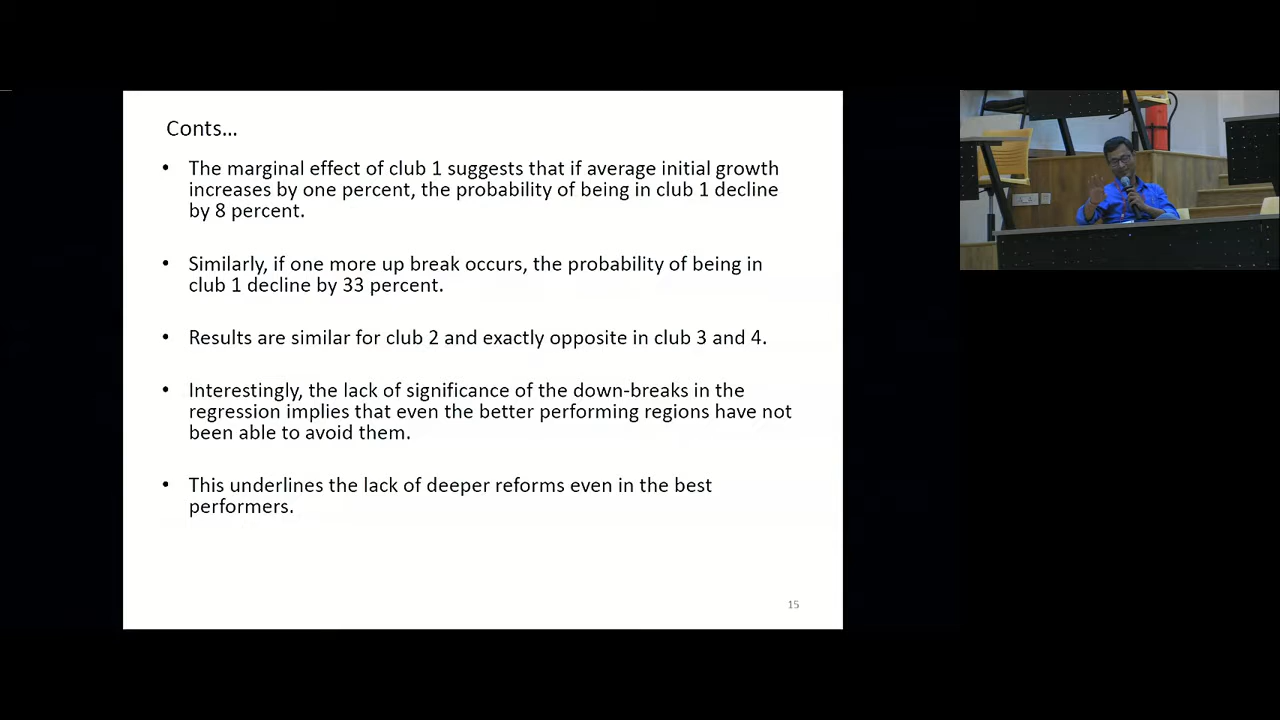 Conts...
• The marginal effect of club 1 suggests that if average initial growth
increases by one percent, the probability of being in club 1 decline
by 8 percent.
• Similarly, if one more up break occurs, the probability of being in
club 1 decline by 33 percent.
• Results are similar for club 2 and exactly opposite in club 3 and 4.
• Interestingly, the lack of significance of the down-breaks in the
regression implies that even the better performing regions have not
been able to avoid them.
• This underlines the lack of deeper reforms even in the best
performers.
15